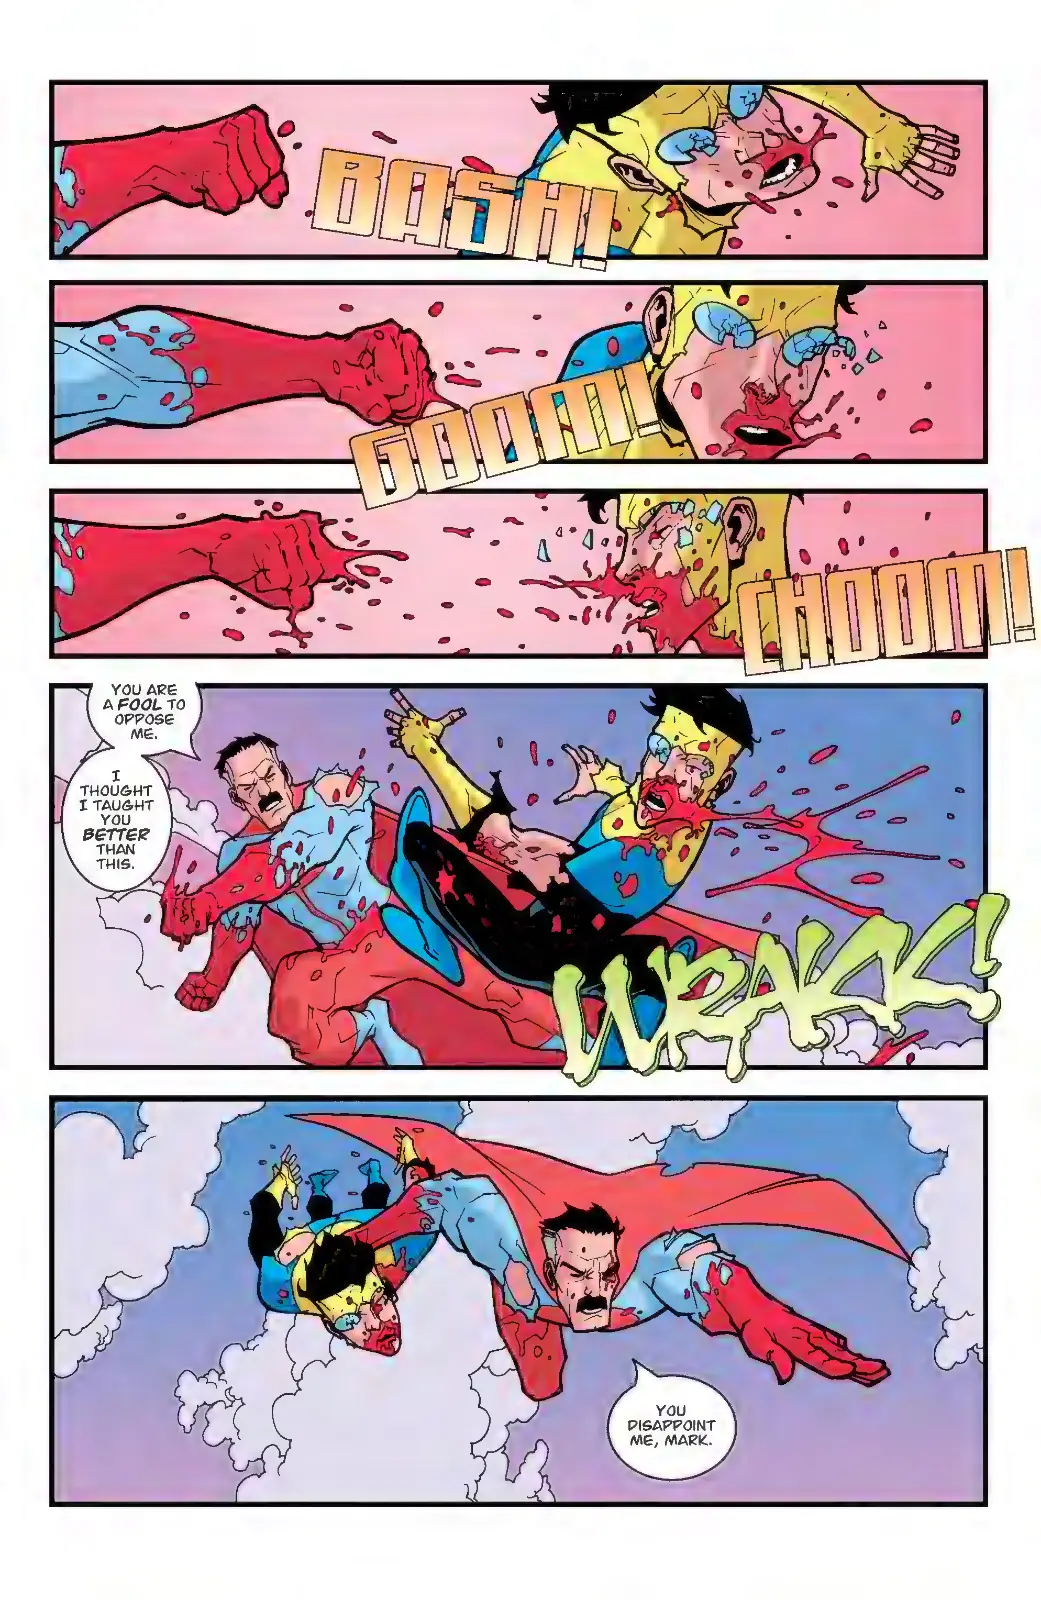 BASH!
GOOM!
CHOOM!
YOU ARE
A FOOL TO
OPPOSE
ME.
I
THOUGHT
I TAUGHT
YOU
BETTER
THAN
THIS.
WRAKK!
YOU
DISAPPOINT
ME, MARK.